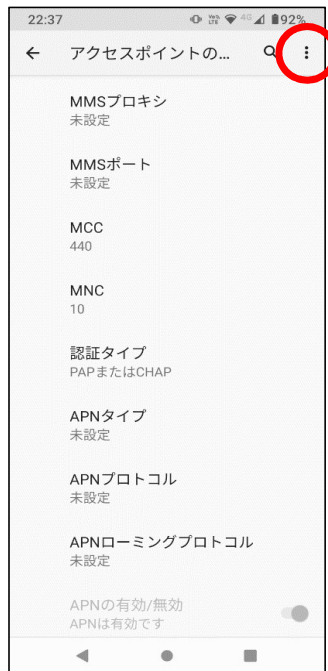 22:37 VoLTE 4G 92%
アクセスポイントの...
MMSプロキシ
未設定
MMSポート
未設定
MCC
440
MNC
10
認証タイプ
PAPまたはCHAP
APNタイプ
未設定
APNプロトコル
未設定
APNローミングプロトコル
未設定
APNの有効/無効
APNは有効です